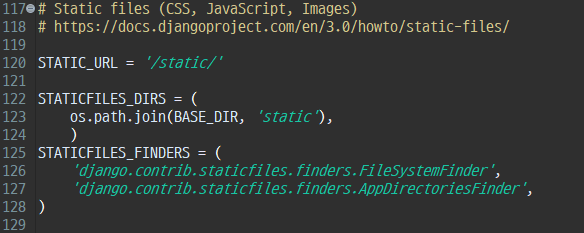 117 # Static files (CSS, JavaScript, Images)
118 # https://docs.djangoproject.com/en/3.0/howto/static-files/
119
120 STATIC_URL = '/static/'
121
122 STATICFILES_DIRS = (
123     os.path.join(BASE_DIR, 'static'),
124     )
125 STATICFILES_FINDERS = (
126     'django.contrib.staticfiles.finders.FileSystemFinder',
127     'django.contrib.staticfiles.finders.AppDirectoriesFinder',
128 )
129